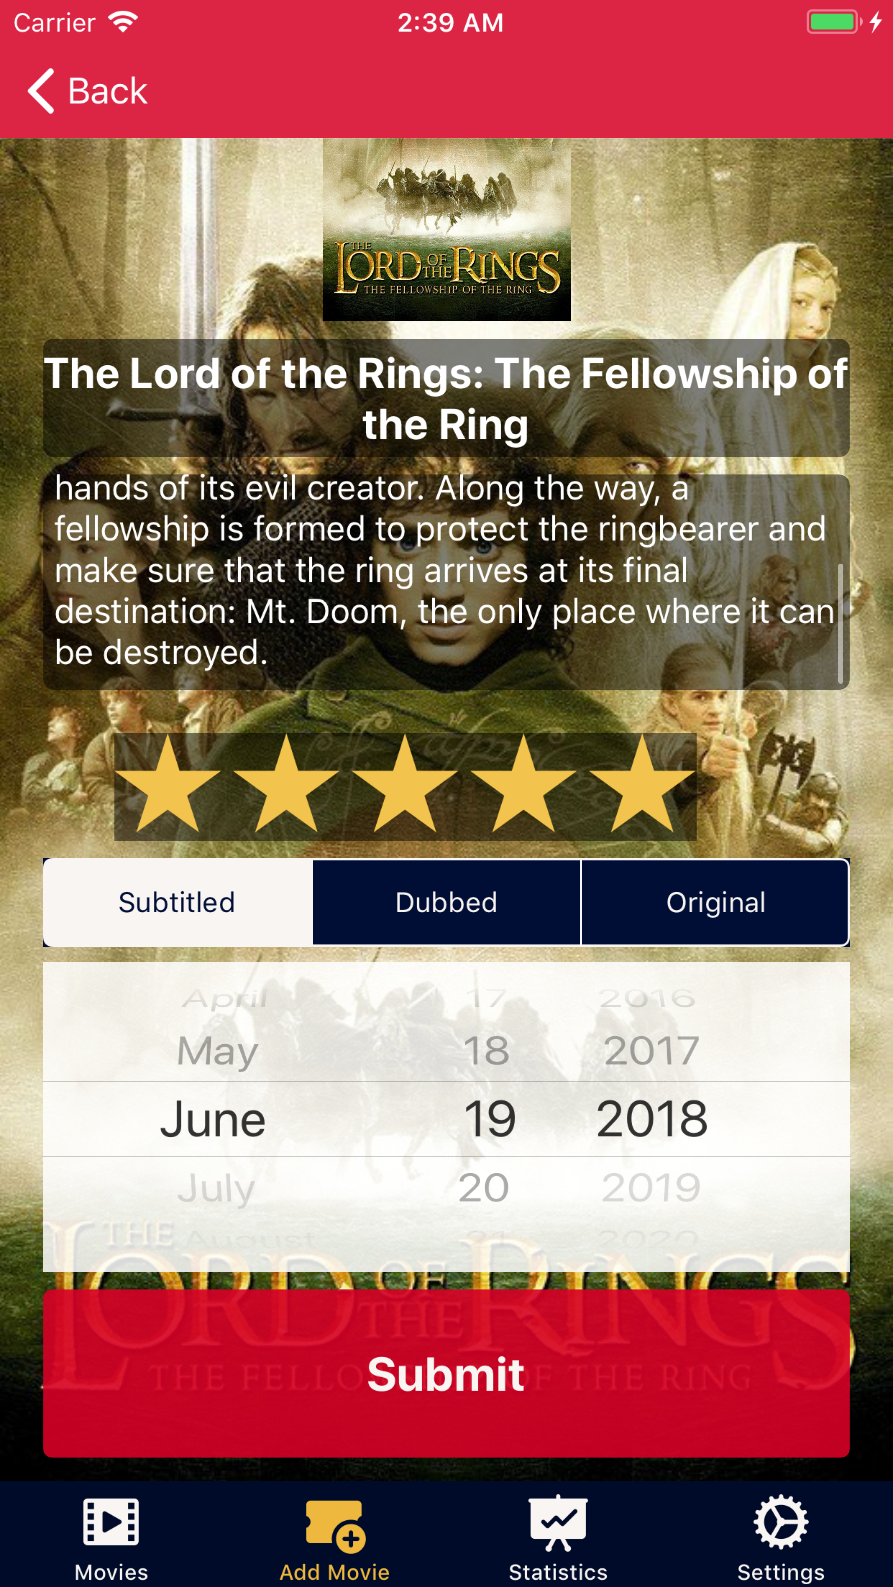 Carrier 2:39 AM
Back
THE
LORD OF THE RINGS
THE FELLOWSHIP OF THE RING
The Lord of the Rings: The Fellowship of
the Ring
hands of its evil creator. Along the way, a
fellowship is formed to protect the ringbearer and
make sure that the ring arrives at its final
destination: Mt. Doom, the only place where it can
be destroyed.
Subtitled Dubbed Original
April 17 2016
May 18 2017
June 19 2018
July 20 2019
August 21 2020
THE
LORD OF THE RINGS
THE FELLO OF THE RING
Submit
Movies Add Movie Statistics Settings